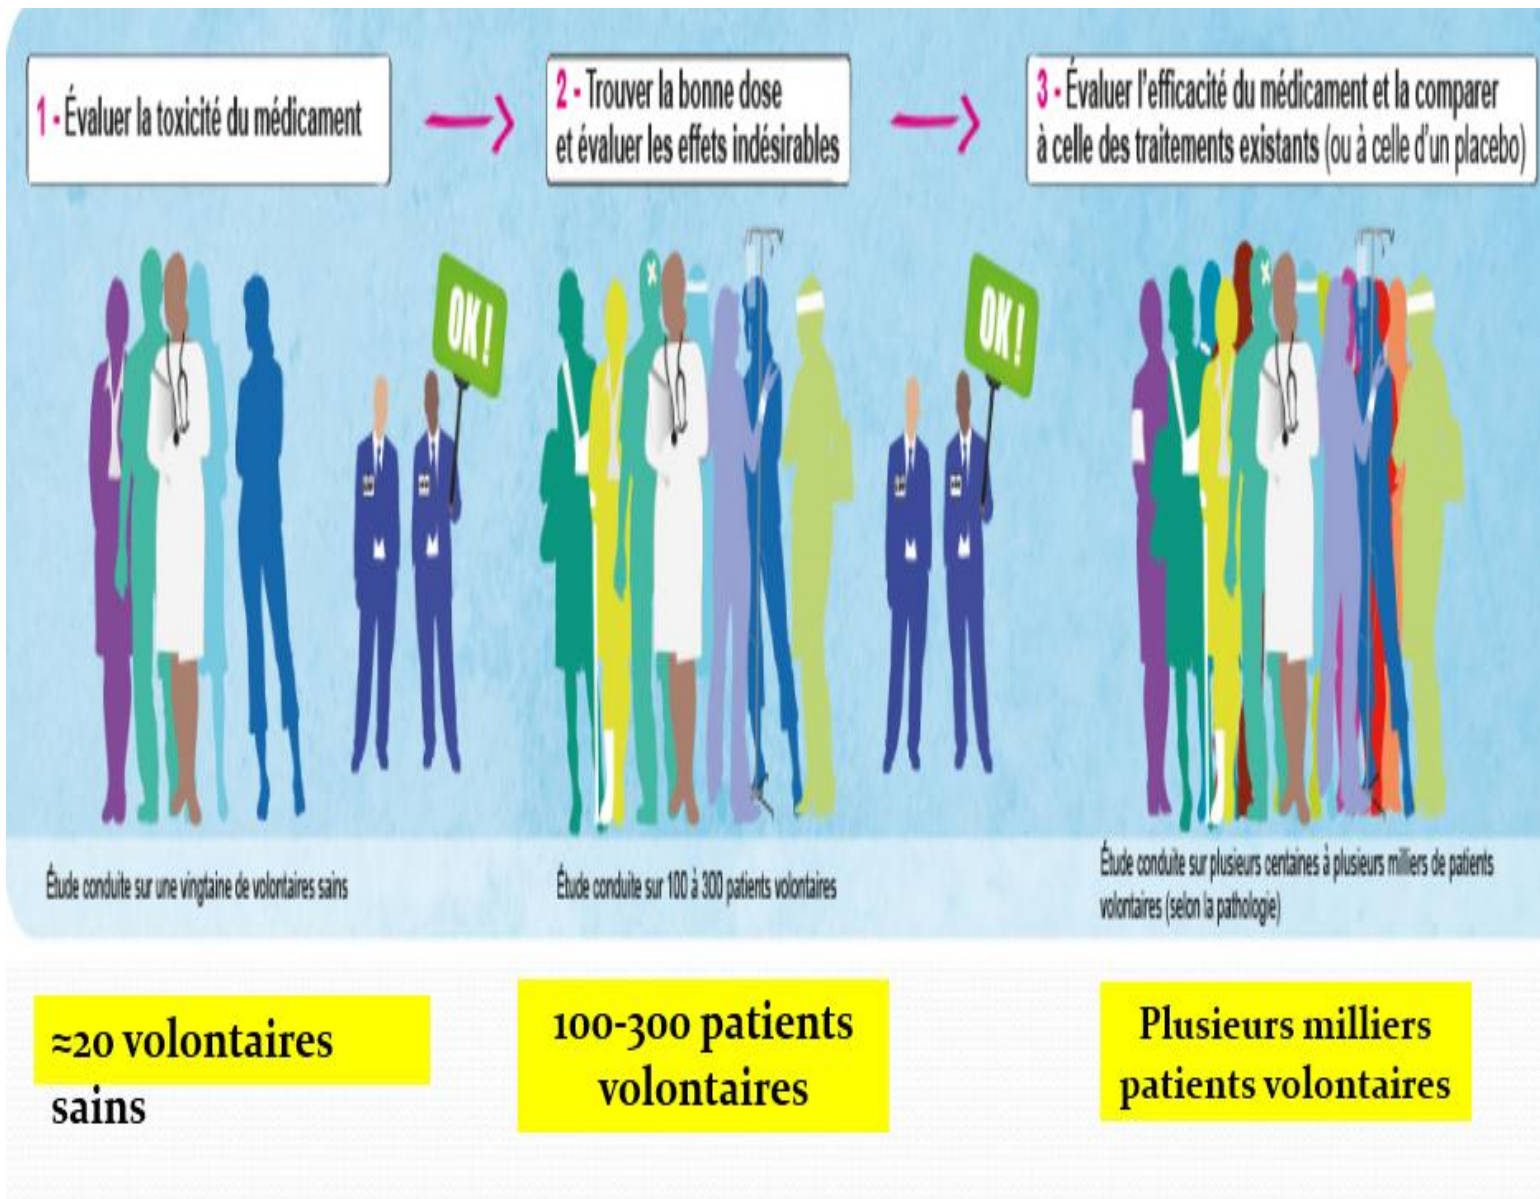 1 - Évaluer la toxicité du médicament
2 - Trouver la bonne dose
et évaluer les effets indésirables
3 - Évaluer l'efficacité du médicament et la comparer
à celle des traitements existants (ou à celle d'un placebo)
OK !
OK !
Étude conduite sur une vingtaine de volontaires sains
Étude conduite sur 100 à 300 patients volontaires
Étude conduite sur plusieurs centaines à plusieurs milliers de patients
volontaires (selon la pathologie)
≈20 volontaires
sains
100-300 patients
volontaires
Plusieurs milliers
patients volontaires